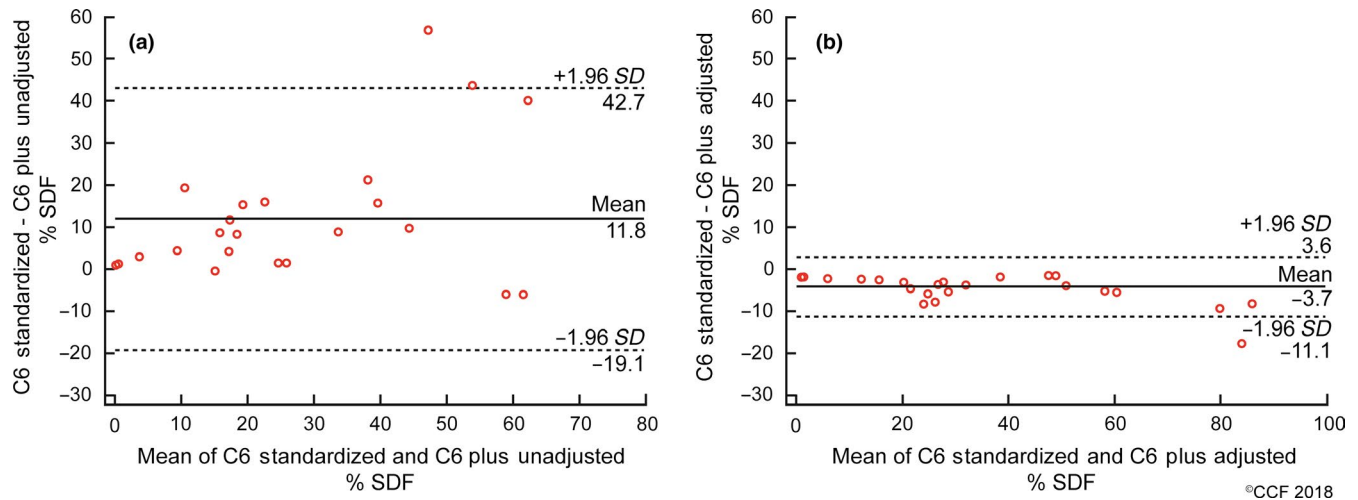 (a)
C6 standardized - C6 plus unadjusted
% SDF
60
50
40
30
20
10
0
–10
–20
–30
+1.96 SD
42.7
Mean
11.8
–1.96 SD
–19.1
0 10 20 30 40 50 60 70 80
Mean of C6 standardized and C6 plus unadjusted
% SDF
(b)
C6 standardized - C6 plus adjusted
% SDF
60
50
40
30
20
10
0
–10
–20
–30
+1.96 SD
3.6
Mean
–3.7
–1.96 SD
–11.1
0 20 40 60 80 100
Mean of C6 standardized and C6 plus adjusted
% SDF
©CCF 2018